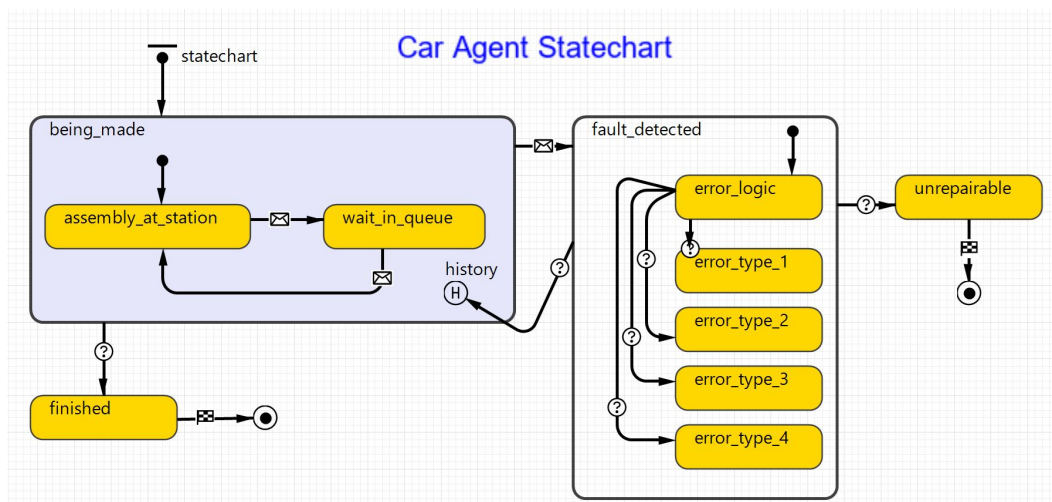 Car Agent Statechart
statechart
being_made
assembly_at_station
wait_in_queue
history
H
?
finished
?
fault_detected
error_logic
?
error_type_1
?
error_type_2
?
error_type_3
?
error_type_4
?
?
unrepairable